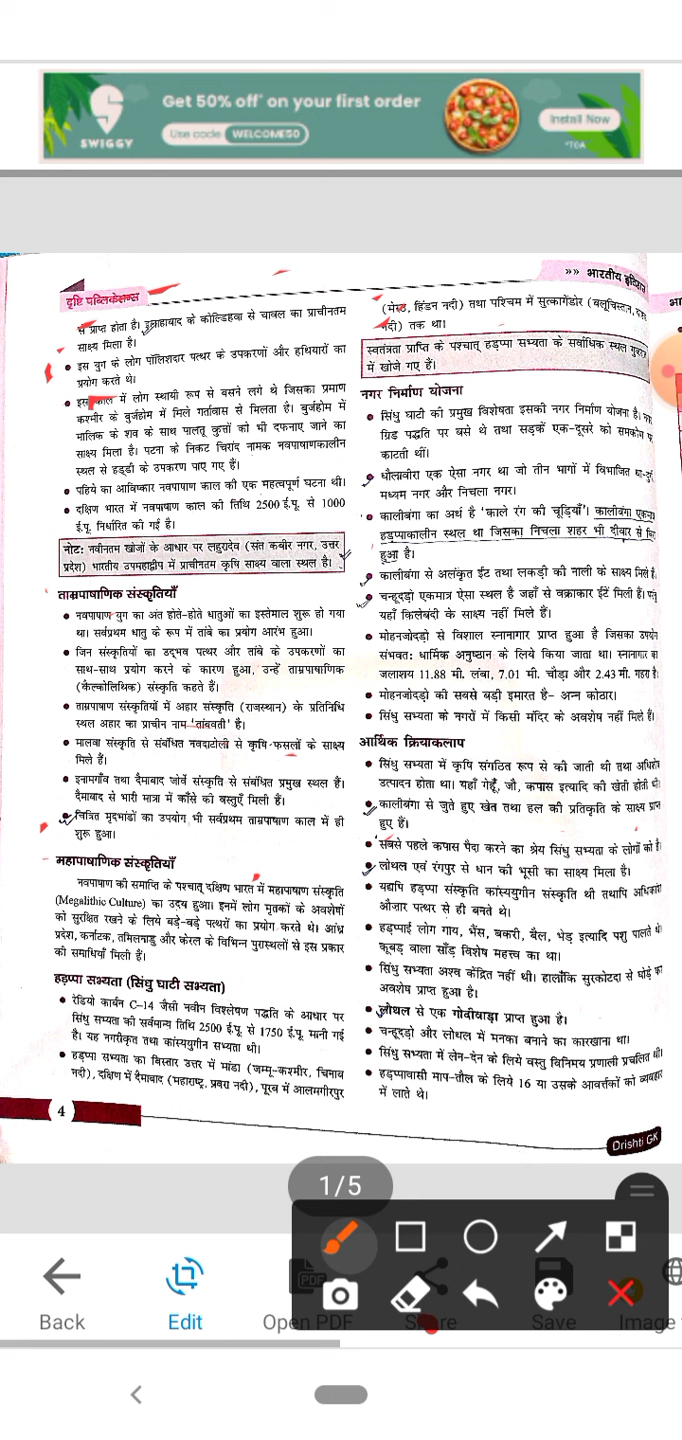 Get 50% off* on your first order
Use code WELCOME50
SWIGGY
Install Now
*T&A
दृष्टि पब्लिकेशन्स
से प्राप्त होता है। इलाहाबाद के कोल्डिहवा से चावल का प्राचीनतम
साक्ष्य मिला है।
• इस युग के लोग पॉलिशदार पत्थर के उपकरणों और हथियारों का
प्रयोग करते थे।
• इस काल में लोग स्थायी रूप से बसने लगे थे जिसका प्रमाण
कश्मीर के बुर्जहोम में मिले गर्तावास से मिलता है। बुर्जहोम में
मालिक के शव के साथ पालतू कुत्तों को भी दफनाए जाने का
साक्ष्य मिला है। पटना के निकट चिरांद नामक नवपाषाणकालीन
स्थल से हड्डी के उपकरण पाए गए हैं।
• पहिये का आविष्कार नवपाषाण काल की एक महत्वपूर्ण घटना थी।
• दक्षिण भारत में नवपाषाण काल की तिथि 2500 ई.पू. से 1000
ई.पू. निर्धारित की गई है।
नोट: नवीनतम खोजों के आधार पर लहुरादेव (संत कबीर नगर, उत्तर
प्रदेश) भारतीय उपमहाद्वीप में प्राचीनतम कृषि साक्ष्य वाला स्थल है।
ताम्रपाषाणिक संस्कृतियाँ
• नवपाषाण युग का अंत होते-होते धातुओं का इस्तेमाल शुरू हो गया
था। सर्वप्रथम धातु के रूप में तांबे का प्रयोग आरंभ हुआ।
• जिन संस्कृतियों का उद्भव पत्थर और तांबे के उपकरणों का
साथ-साथ प्रयोग करने के कारण हुआ, उन्हें ताम्रपाषाणिक
(कैल्कोलिथिक) संस्कृति कहते हैं।
• ताम्रपाषाण संस्कृतियों में अहार संस्कृति (राजस्थान) के प्रतिनिधि
स्थल अहार का प्राचीन नाम 'तांबवती' है।
• मालवा संस्कृति से संबंधित नवदाटोली से कृषि-फसलों के साक्ष्य
मिले हैं।
• इनामगाँव तथा दैमाबाद जोर्वे संस्कृति से संबंधित प्रमुख स्थल हैं।
दैमाबाद से भारी मात्रा में काँसे की वस्तुएँ मिली हैं।
• चित्रित मृदभांडों का उपयोग भी सर्वप्रथम ताम्रपाषाण काल में ही
शुरू हुआ।
महापाषाणिक संस्कृतियाँ
नवपाषाण की समाप्ति के पश्चात् दक्षिण भारत में महापाषाण संस्कृति
(Megalithic Culture) का उदय हुआ। इनमें लोग मृतकों के अवशेषों
को सुरक्षित रखने के लिये बड़े-बड़े पत्थरों का प्रयोग करते थे। आंध्र
प्रदेश, कर्नाटक, तमिलनाडु और केरल के विभिन्न पुरास्थलों से इस प्रकार
की समाधियाँ मिली हैं।
हड़प्पा सभ्यता (सिंधु घाटी सभ्यता)
• रेडियो कार्बन C-14 जैसी नवीन विश्लेषण पद्धति के आधार पर
सिंधु सभ्यता की सर्वमान्य तिथि 2500 ई.पू. से 1750 ई.पू. मानी गई
है। यह नगरीकृत तथा कांस्ययुगीन सभ्यता थी।
• हड़प्पा सभ्यता का विस्तार उत्तर में मांडा (जम्मू-कश्मीर, चिनाब
नदी), दक्षिण में दैमाबाद (महाराष्ट्र, प्रवरा नदी), पूरब में आलमगीरपुर
4
»» भारतीय
(मेरठ, हिंडन नदी) तथा पश्चिम में सुत्कागेंडोर (बलूचिस्तान,
नदी) तक था।
स्वतंत्रता प्राप्ति के पश्चात् हड़प्पा सभ्यता के सर्वाधिक स्थल
में खोजे गए हैं।
नगर निर्माण योजना
• सिंधु घाटी की प्रमुख विशेषता इसकी नगर निर्माण योजना है।
ग्रिड पद्धति पर बसे थे तथा सड़कें एक-दूसरे को समकोण
काटती थीं।
• धौलावीरा एक ऐसा नगर था जो तीन भागों में विभाजित
मध्यम नगर और निचला नगर।
• कालीबंगा का अर्थ है 'काले रंग की चूड़ियाँ'। कालीबंगा
हड़प्पाकालीन स्थल था जिसका निचला शहर भी दीवार से
हुआ है।
• कालीबंगा से अलंकृत ईंट तथा लकड़ी की नाली के साक्ष्य मिले हैं
• चन्हूदड़ो एकमात्र ऐसा स्थल है जहाँ से वक्राकार ईंटें मिली हैं।
यहाँ किलेबंदी के साक्ष्य नहीं मिले हैं।
• मोहनजोदड़ो से विशाल स्नानागार प्राप्त हुआ है जिसका
संभवत: धार्मिक अनुष्ठान के लिये किया जाता था। स्नानागार का
जलाशय 11.88 मी. लंबा, 7.01 मी. चौड़ा और 2.43 मी. गहरा है
• मोहनजोदड़ो की सबसे बड़ी इमारत है- अन्न कोठार।
• सिंधु सभ्यता के नगरों में किसी मंदिर के अवशेष नहीं मिले हैं।
आर्थिक क्रियाकलाप
• सिंधु सभ्यता में कृषि संगठित रूप से की जाती थी तथा
उत्पादन होता था। यहाँ गेहूँ, जौ, कपास इत्यादि की खेती होती थी
• कालीबंगा से जुते हुए खेत तथा हल की प्रतिकृति के साक्ष्य
हुए हैं।
• सबसे पहले कपास पैदा करने का श्रेय सिंधु सभ्यता के लोगों को है
• लोथल एवं रंगपुर से धान की भूसी का साक्ष्य मिला है।
• यद्यपि हड़प्पा संस्कृति कांस्ययुगीन संस्कृति थी तथापि
औजार पत्थर से ही बनते थे।
• हड़प्पाई लोग गाय, भैंस, बकरी, बैल, भेड़ इत्यादि पशु पालते थे
कूबड़ वाला साँड़ विशेष महत्त्व का था।
• सिंधु सभ्यता अश्व केंद्रित नहीं थी। हालाँकि सुरकोटदा से घोड़े का
अवशेष प्राप्त हुआ है।
• लोथल से एक गोदीवाड़ा प्राप्त हुआ है।
• चन्हूदड़ो और लोथल में मनका बनाने का कारखाना था।
• सिंधु सभ्यता में लेन-देन के लिये वस्तु विनिमय प्रणाली प्रचलित थी।
• हड़प्पावासी माप-तौल के लिये 16 या उसके आवर्त्तकों को व्यवहार
में लाते थे।
Drishti GK
1/5
Back
Edit
Open PDF
Share
Save
Image